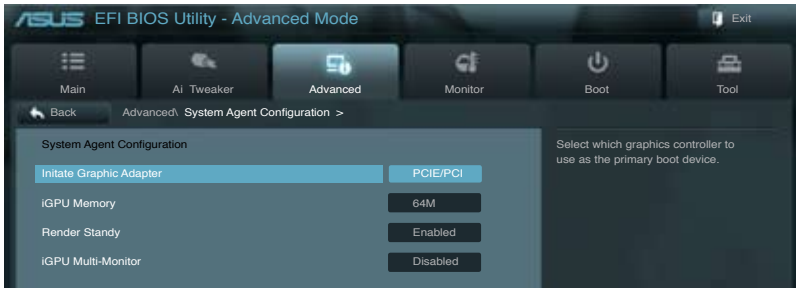 ASUS EFI BIOS Utility - Advanced Mode Exit
Main Ai Tweaker Advanced Monitor Boot Tool
Back Advanced\ System Agent Configuration >
System Agent Configuration
Initate Graphic Adapter PCIE/PCI
iGPU Memory 64M
Render Standy Enabled
iGPU Multi-Monitor Disabled
Select which graphics controller to
use as the primary boot device.